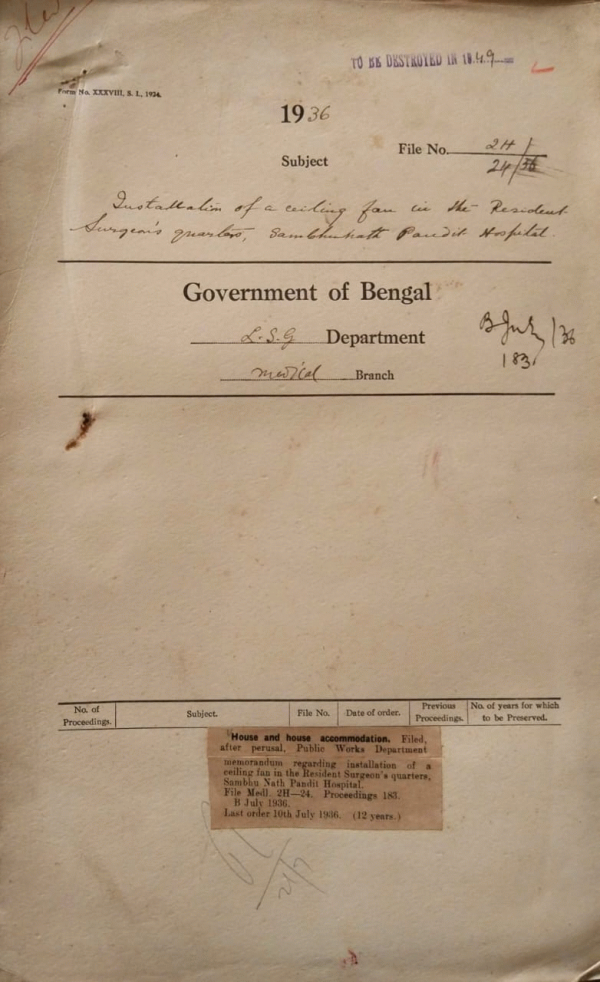 Filed
TO BE DESTROYED IN 1949
Form No. XXXVIII, S. I., 1934.
1936
Subject
File No. 2H/
24/36
Installation of a ceiling fan in the Resident
Surgeon's quarters, Sambhunath Pandit Hospital.
Government of Bengal
L.S.G Department
Medical Branch
B July/36
183
No. of Proceedings.
Subject.
File No.
Date of order.
Previous Proceedings.
No. of years for which to be Preserved.
House and house accommodation. Filed,
after perusal, Public Works Department
memorandum regarding installation of a
ceiling fan in the Resident Surgeon's quarters,
Sambhu Nath Pandit Hospital.
File Medl. 2H—24. Proceedings 183.
B July 1936.
Last order 10th July 1936. (12 years.)